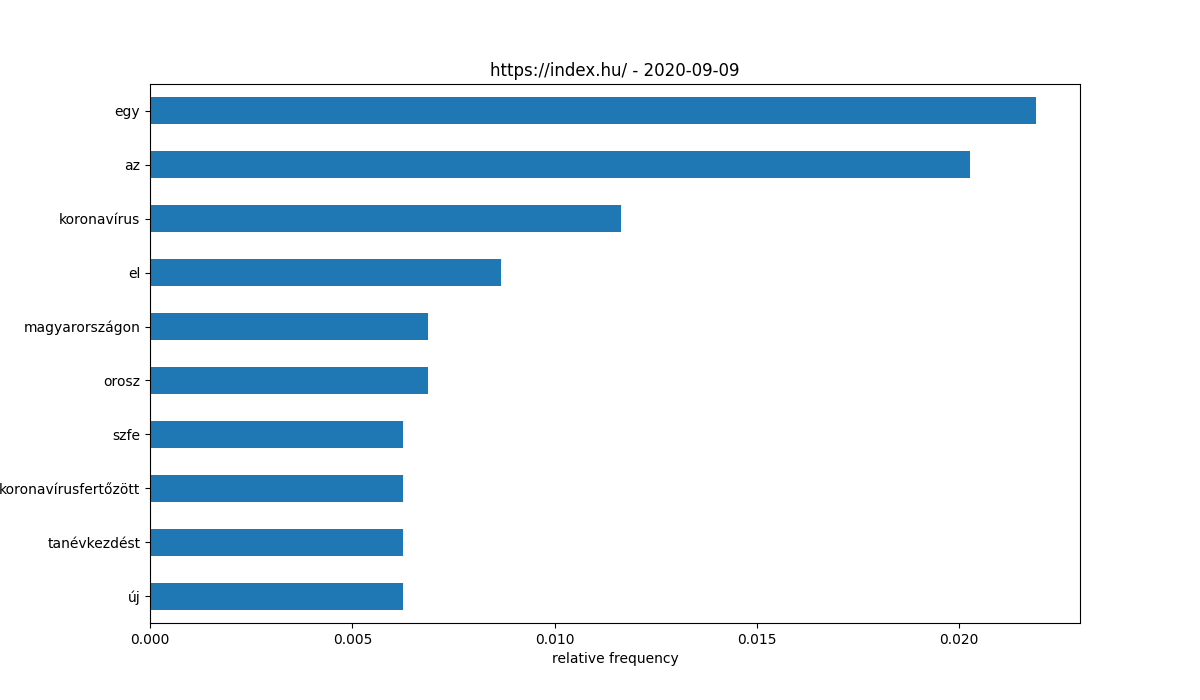 https://index.hu/ - 2020-09-09
egy
az
koronavírus
el
magyarországon
orosz
szfe
koronavírusfertőzött
tanévkezdést
új
0.000 0.005 0.010 0.015 0.020
relative frequency